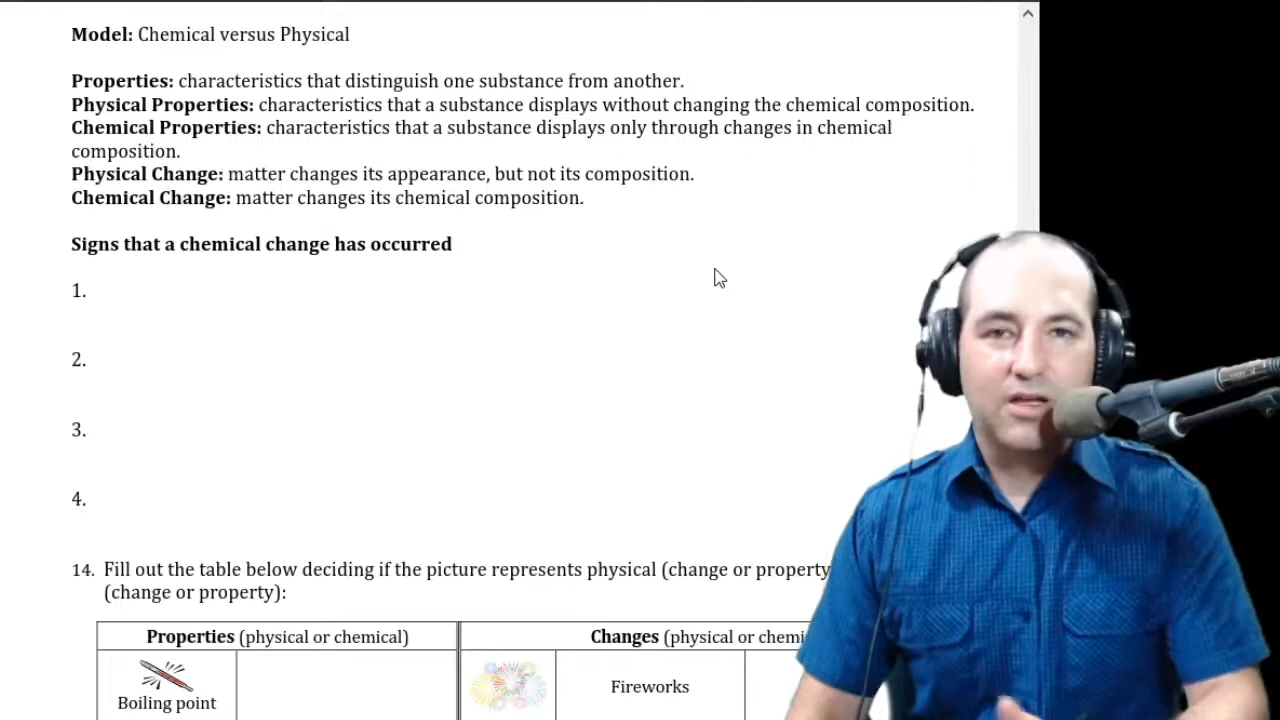 Model: Chemical versus Physical
Properties: characteristics that distinguish one substance from another.
Physical Properties: characteristics that a substance displays without changing the chemical composition.
Chemical Properties: characteristics that a substance displays only through changes in chemical
composition.
Physical Change: matter changes its appearance, but not its composition.
Chemical Change: matter changes its chemical composition.
Signs that a chemical change has occurred
1.
2.
3.
4.
14. Fill out the table below deciding if the picture represents physical (change or property
(change or property):
Properties (physical or chemical)
Changes (physical or chemi
Boiling point
Fireworks